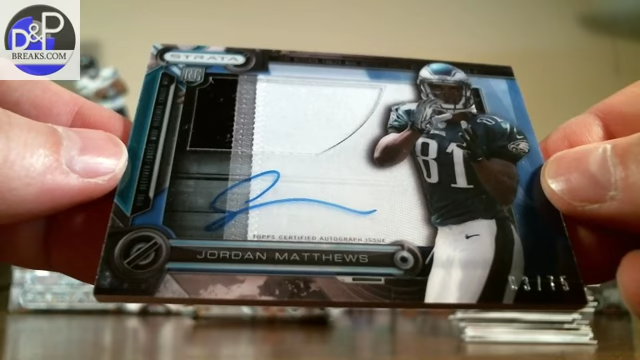 D&P
BREAKS.COM
STRATA
RC
81
TOPPS CERTIFIED AUTOGRAPH ISSUE
JORDAN MATTHEWS